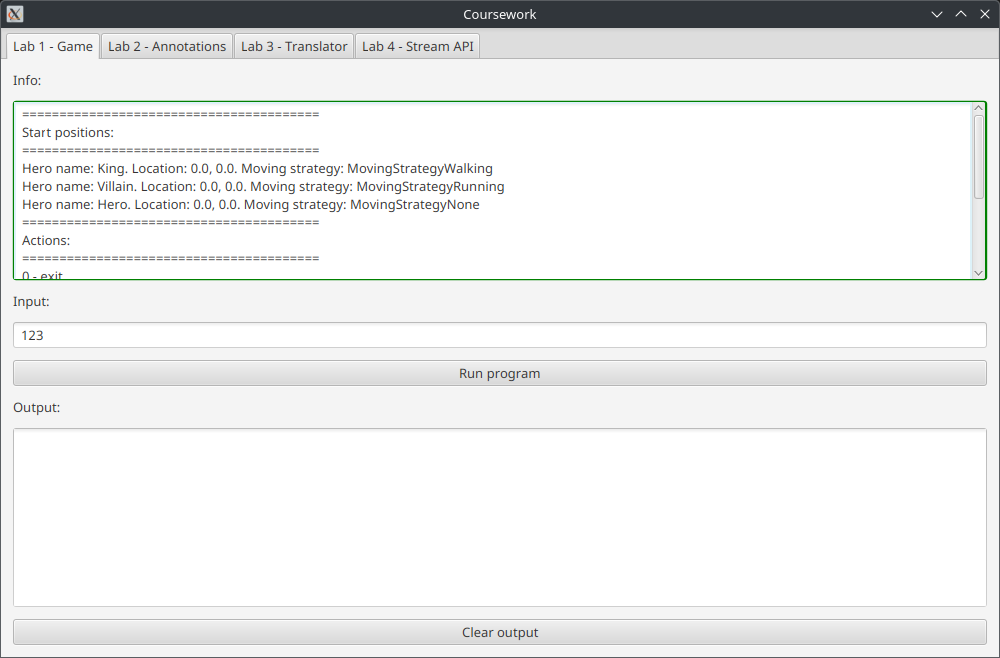 Coursework
Lab 1 - Game
Lab 2 - Annotations
Lab 3 - Translator
Lab 4 - Stream API
Info:
========================================
Start positions:
========================================
Hero name: King. Location: 0.0, 0.0. Moving strategy: MovingStrategyWalking
Hero name: Villain. Location: 0.0, 0.0. Moving strategy: MovingStrategyRunning
Hero name: Hero. Location: 0.0, 0.0. Moving strategy: MovingStrategyNone
========================================
Actions:
========================================
0 - exit
Input:
123
Run program
Output:
Clear output